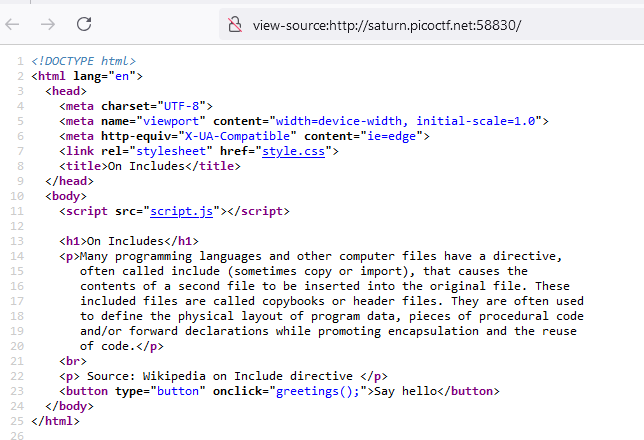 view-source:http://saturn.picoctf.net:58830/
1 <!DOCTYPE html>
2 <html lang="en">
3   <head>
4     <meta charset="UTF-8">
5     <meta name="viewport" content="width=device-width, initial-scale=1.0">
6     <meta http-equiv="X-UA-Compatible" content="ie=edge">
7     <link rel="stylesheet" href="style.css">
8     <title>On Includes</title>
9   </head>
10   <body>
11     <script src="script.js"></script>
12
13     <h1>On Includes</h1>
14     <p>Many programming languages and other computer files have a directive,
15        often called include (sometimes copy or import), that causes the
16        contents of a second file to be inserted into the original file. These
17        included files are called copybooks or header files. They are often used
18        to define the physical layout of program data, pieces of procedural code
19        and/or forward declarations while promoting encapsulation and the reuse
20        of code.</p>
21     <br>
22     <p> Source: Wikipedia on Include directive </p>
23     <button type="button" onclick="greetings();">Say hello</button>
24   </body>
25 </html>
26